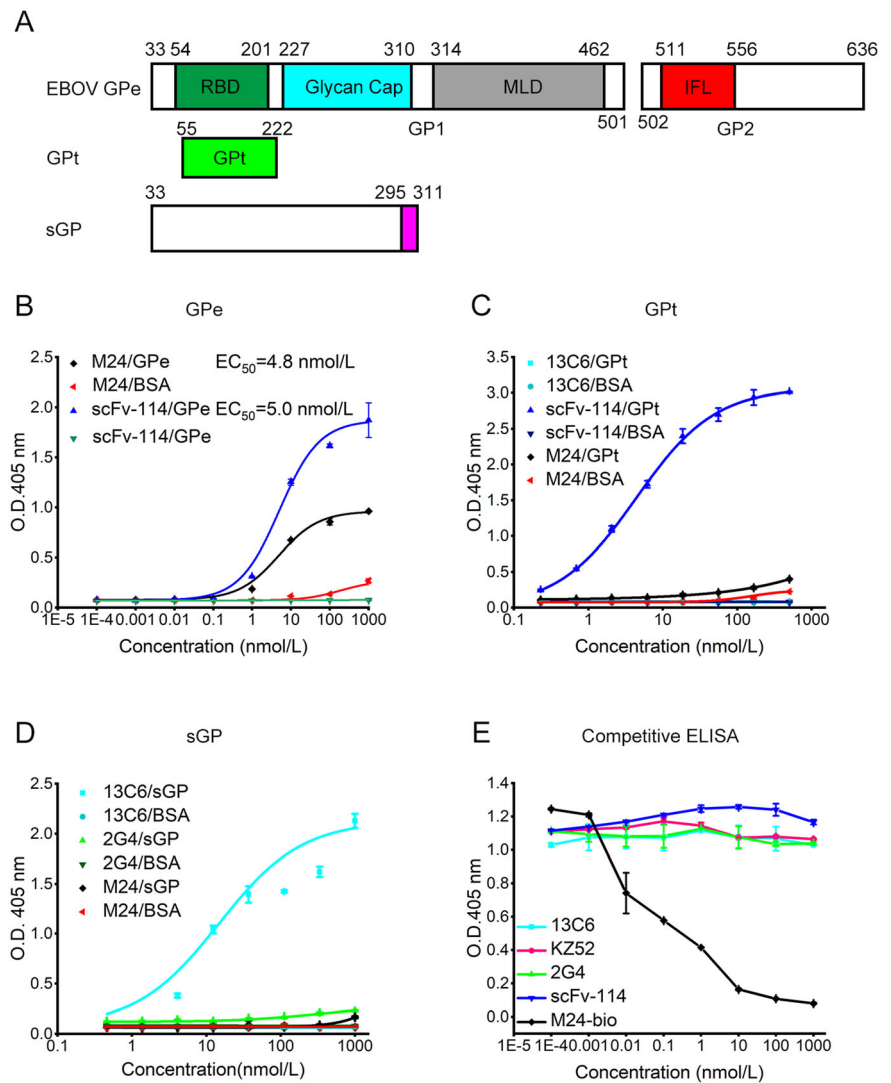 A
33 54 201 227 310 314 462 511 556 636
EBOV GPe RBD Glycan Cap MLD IFL
GP1 501 502 GP2
55 222
GPt GPt
33 295 311
sGP
B GPe
2.5
2.0
1.5
1.0
0.5
0.0
O.D.405 nm
M24/GPe EC50=4.8 nmol/L
M24/BSA
scFv-114/GPe EC50=5.0 nmol/L
scFv-114/GPe
1E-5 1E-4 0.001 0.01 0.1 1 10 100 1000
Concentration (nmol/L)
C GPt
3.5
3.0
2.5
2.0
1.5
1.0
0.5
0.0
O.D.405 nm
13C6/GPt
13C6/BSA
scFv-114/GPt
scFv-114/BSA
M24/GPt
M24/BSA
0.1 1 10 100 1000
Concentration (nmol/L)
D sGP
2.5
2.0
1.5
1.0
0.5
0.0
O.D. 405 nm
13C6/sGP
13C6/BSA
2G4/sGP
2G4/BSA
M24/sGP
M24/BSA
0.1 1 10 100 1000
Concentration(nmol/L)
E Competitive ELISA
1.4
1.2
1.0
0.8
0.6
0.4
0.2
0.0
O.D.405 nm
13C6
KZ52
2G4
scFv-114
M24-bio
1E-5 1E-4 0.001 0.01 0.1 1 10 100 1000
Concentration (nmol/L)